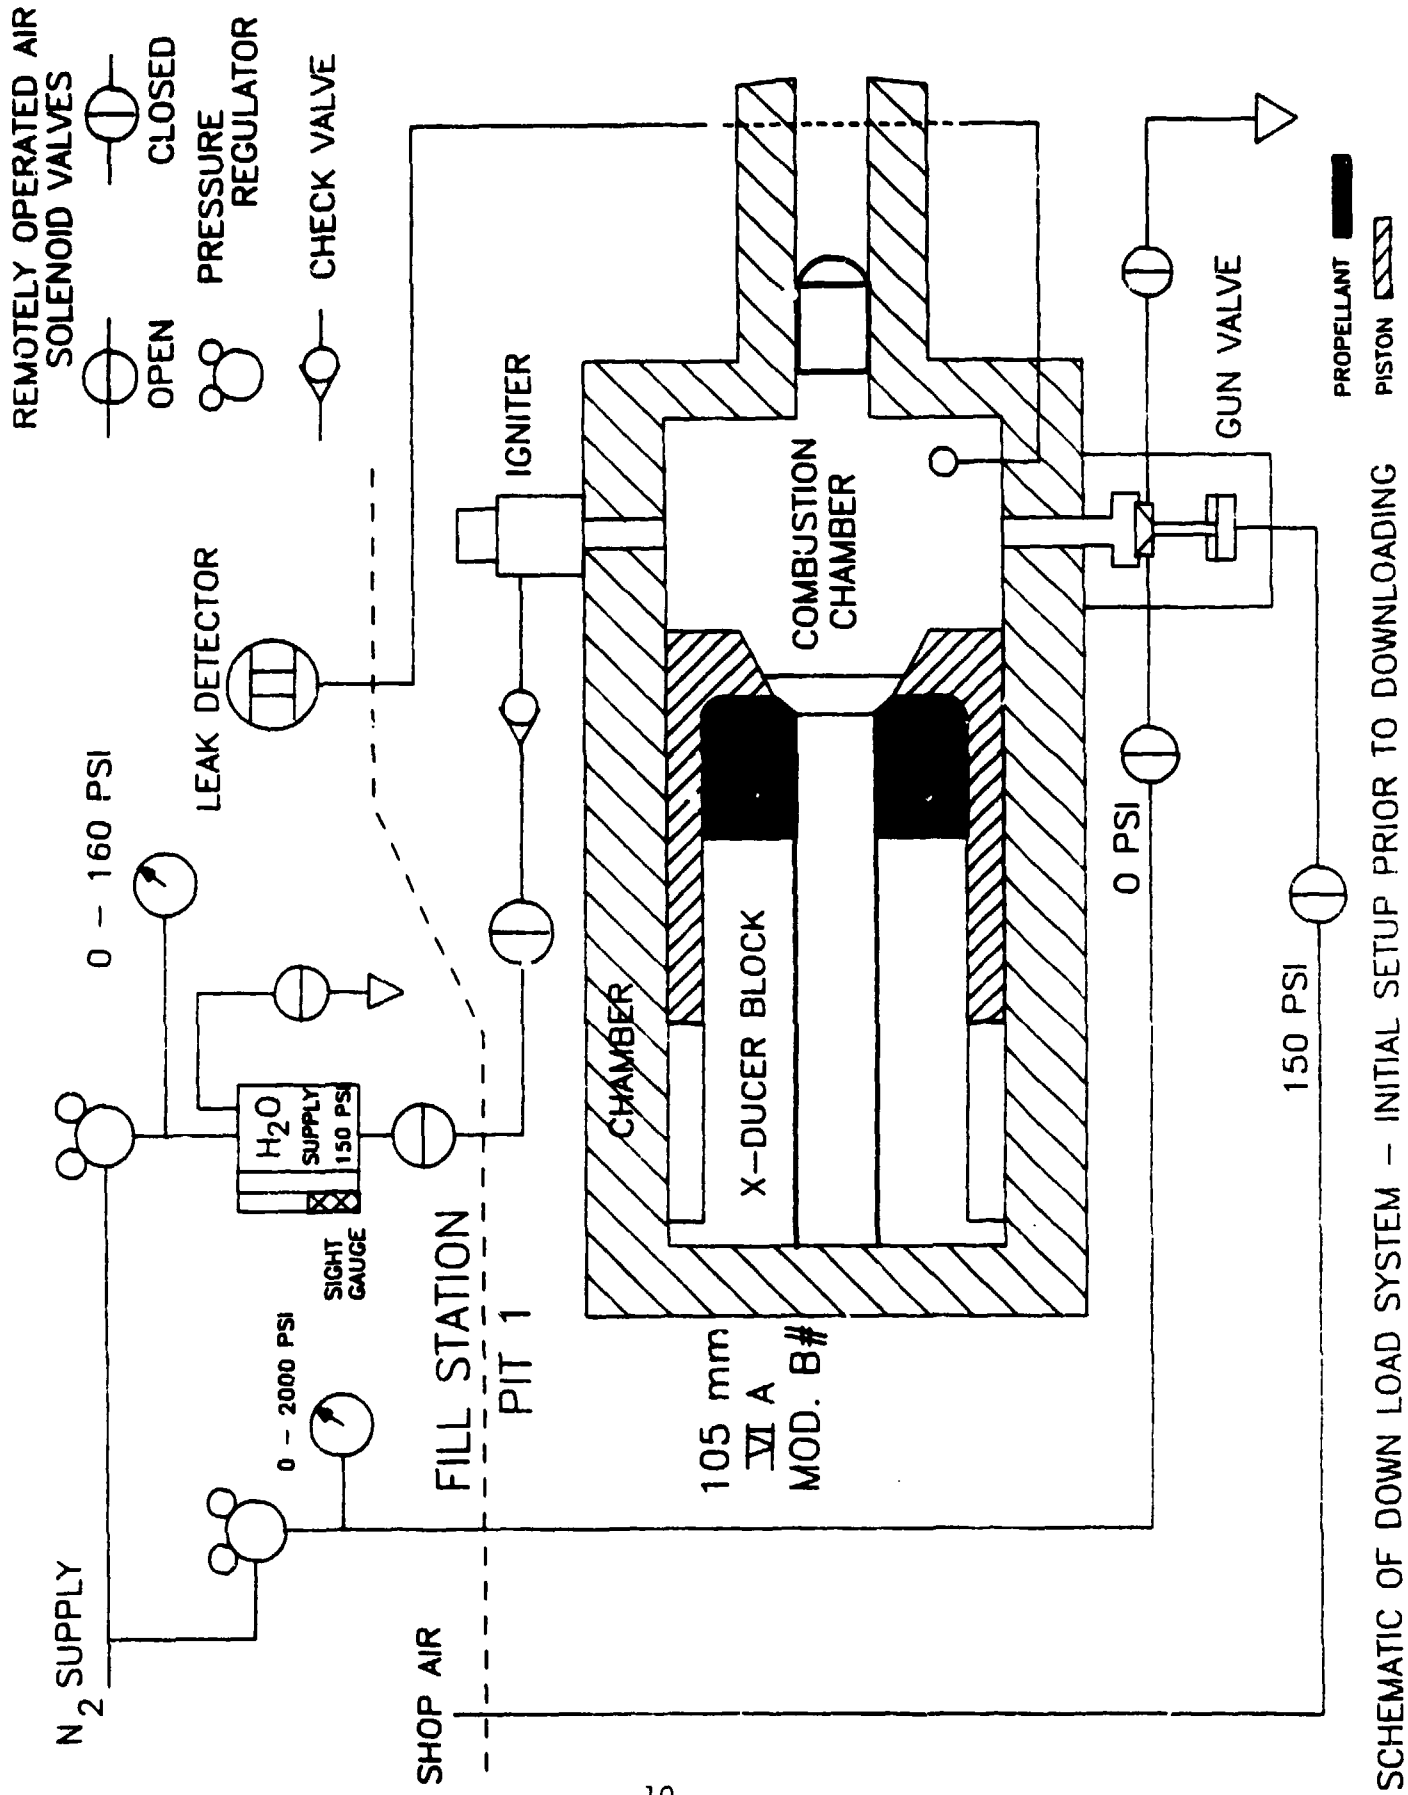 REMOTELY OPERATED AIR
SOLENOID VALVES
OPEN
CLOSED
PRESSURE
REGULATOR
CHECK VALVE
N2 SUPPLY
0 - 160 PSI
LEAK DETECTOR
H2O
SUPPLY
150 PSI
SIGHT
GAUGE
0 - 2000 PSI
FILL STATION
PIT 1
SHOP AIR
IGNITER
CHAMBER
X-DUCER BLOCK
COMBUSTION
CHAMBER
105 mm
VI A
MOD. B#
0 PSI
GUN VALVE
150 PSI
PROPELLANT
PISTON
SCHEMATIC OF DOWN LOAD SYSTEM - INITIAL SETUP PRIOR TO DOWNLOADING